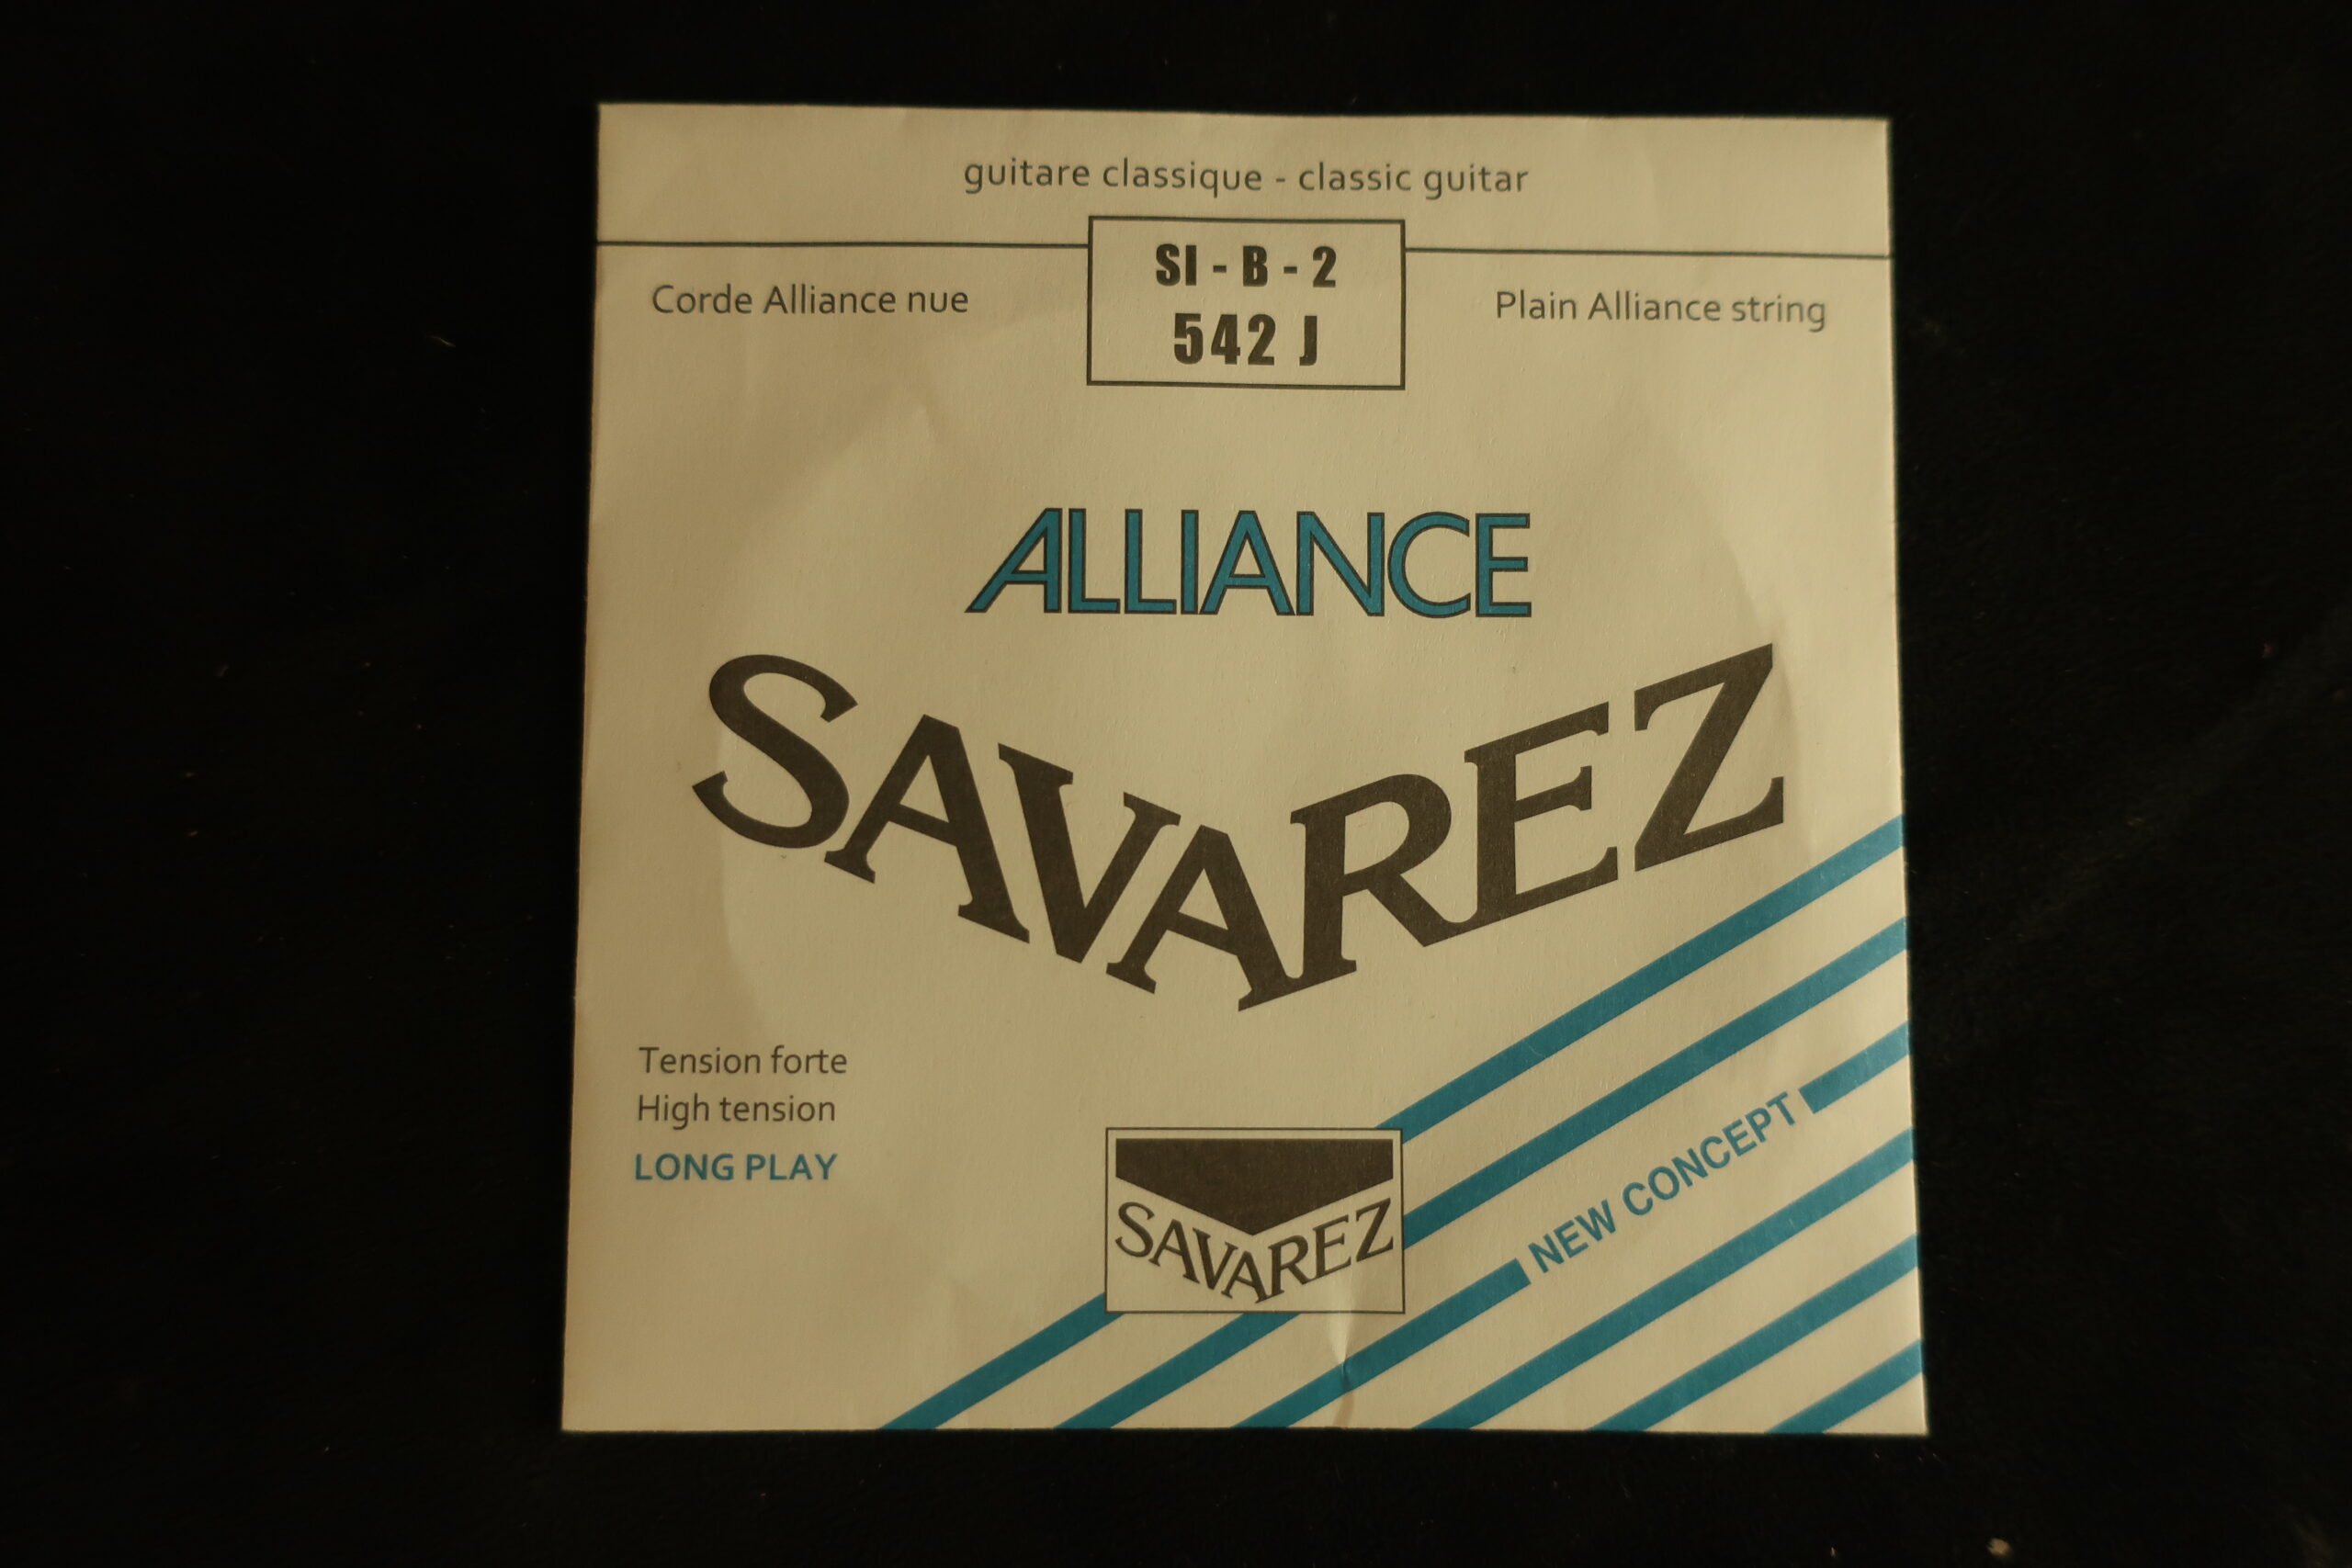 guitare classique - classic guitar
SI - B - 2
542 J
Corde Alliance nue
Plain Alliance string
ALLIANCE
SAVAREZ
Tension forte
High tension
LONG PLAY
SAVAREZ
NEW CONCEPT